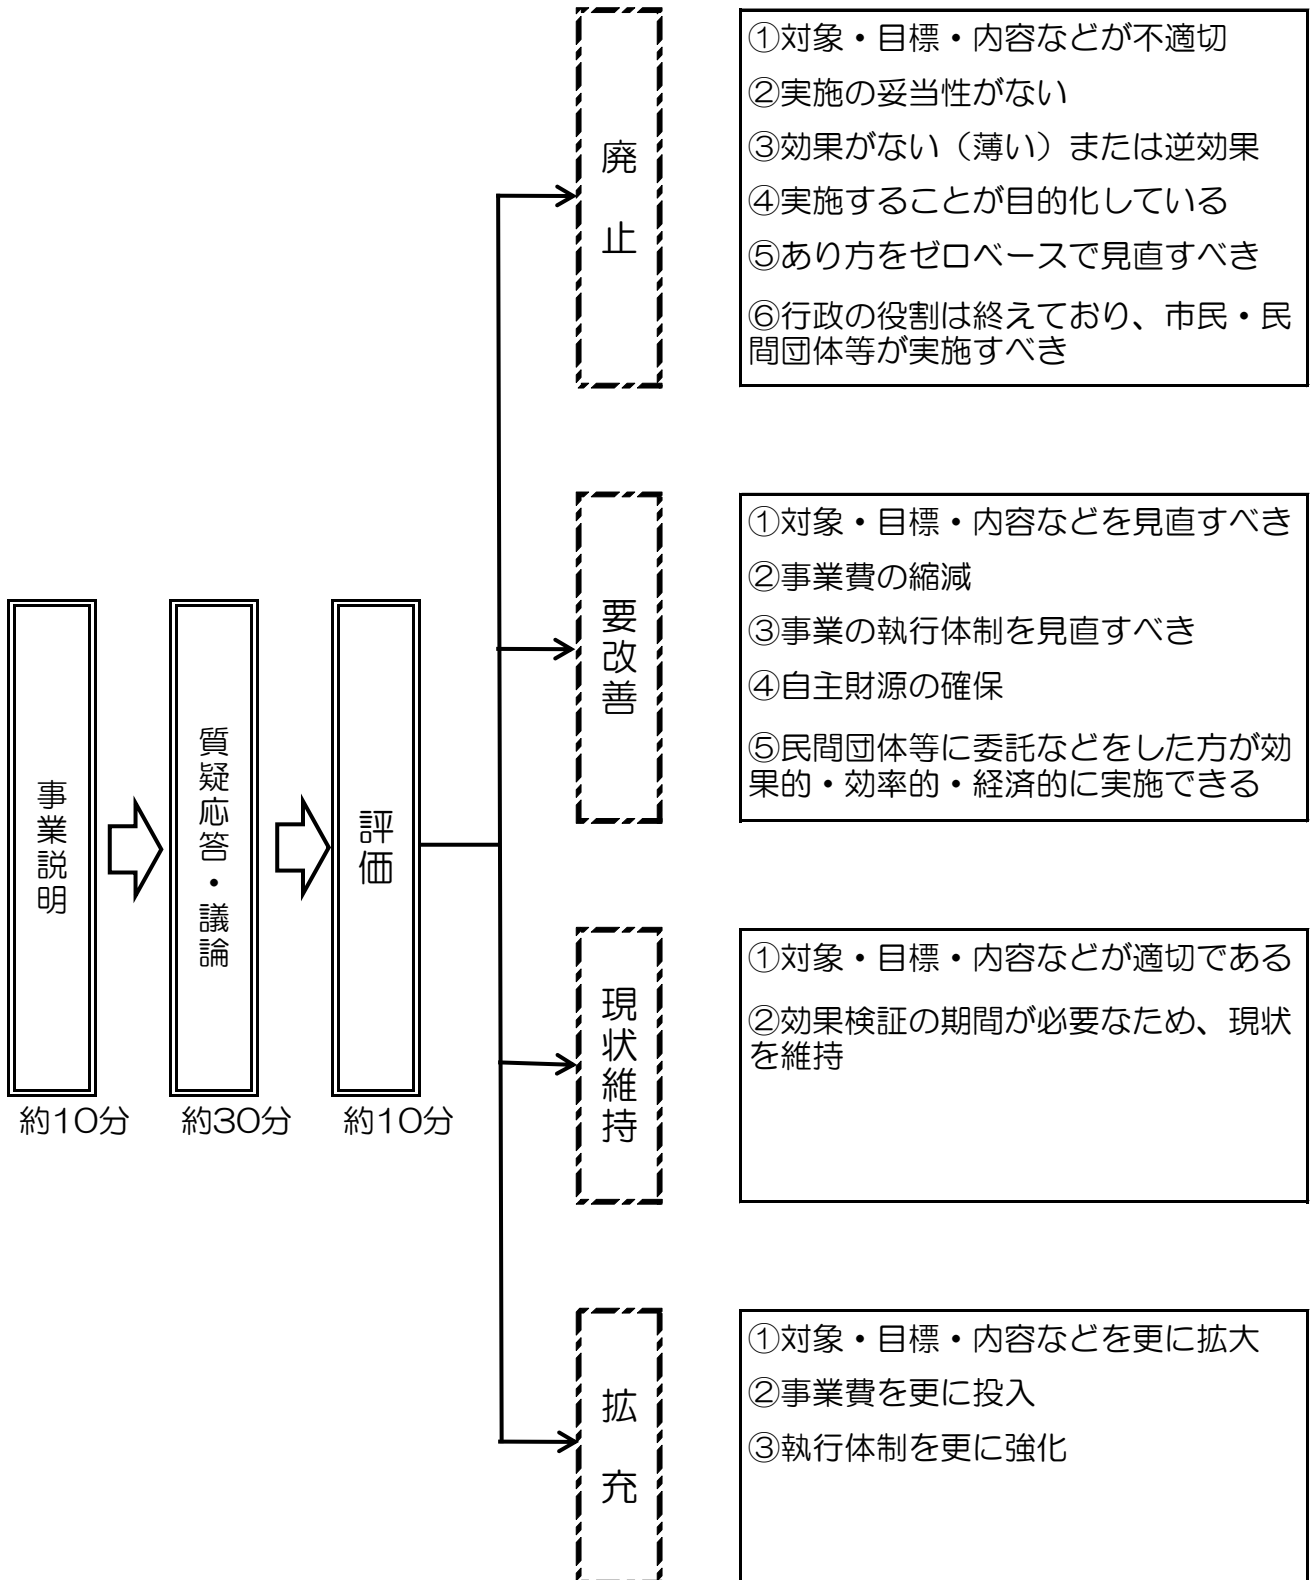 事業説明
約10分
質疑応答・議論
約30分
評価
約10分
廃止
①対象・目標・内容などが不適切
②実施の妥当性がない
③効果がない（薄い）または逆効果
④実施することが目的化している
⑤あり方をゼロベースで見直すべき
⑥行政の役割は終えており、市民・民
間団体等が実施すべき
要改善
①対象・目標・内容などを見直すべき
②事業費の縮減
③事業の執行体制を見直すべき
④自主財源の確保
⑤民間団体等に委託などをした方が効
果的・効率的・経済的に実施できる
現状維持
①対象・目標・内容などが適切である
②効果検証の期間が必要なため、現状
を維持
拡充
①対象・目標・内容などを更に拡大
②事業費を更に投入
③執行体制を更に強化